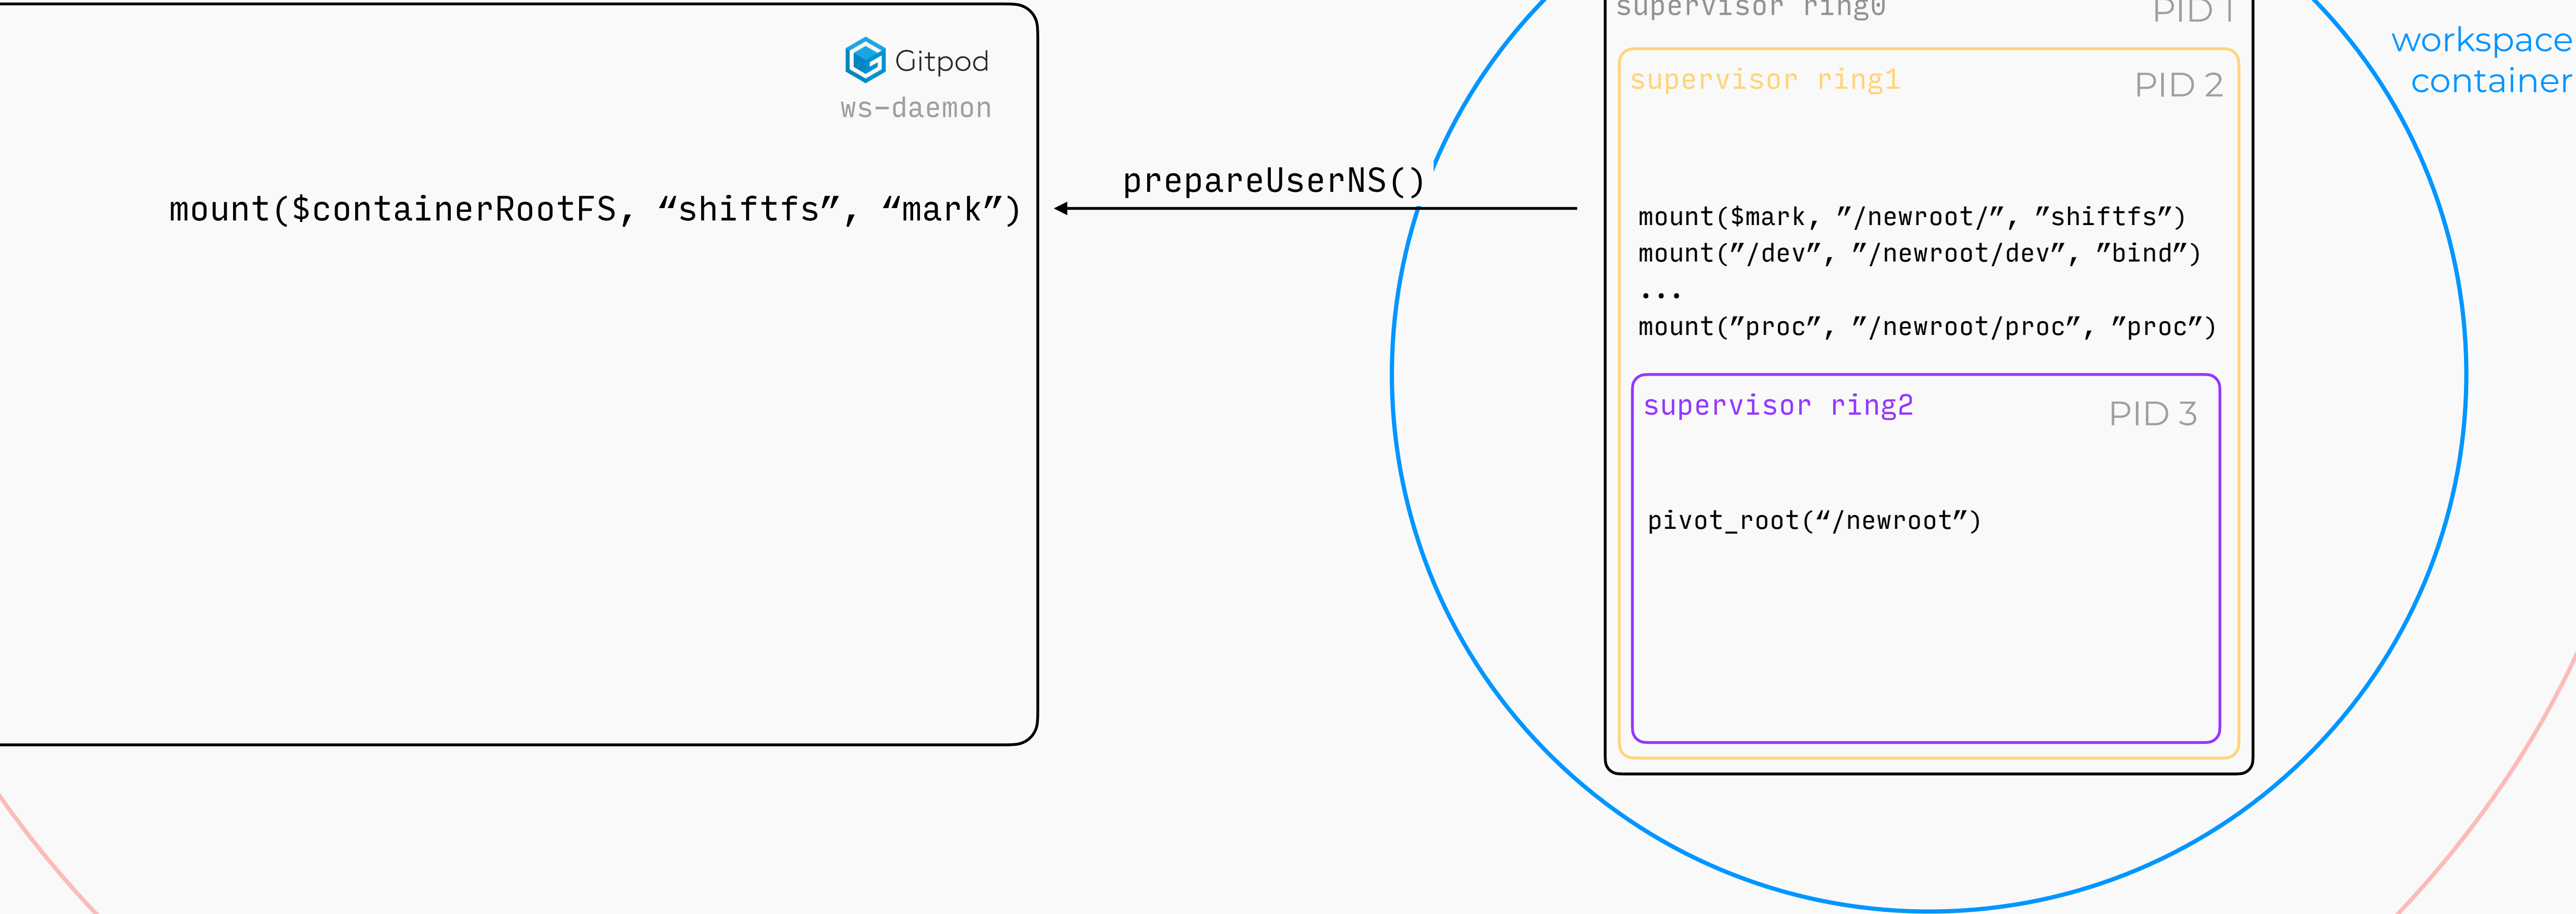 Gitpod
ws-daemon
mount($containerRootFS, “shiftfs”, “mark”)
prepareUserNS()
supervisor ring0
PID 1
supervisor ring1
PID 2
mount($mark, ”/newroot/”, ”shiftfs”)
mount(”/dev”, ”/newroot/dev”, ”bind”)
...
mount(”proc”, ”/newroot/proc”, ”proc”)
supervisor ring2
PID 3
pivot_root(“/newroot”)
workspace
container